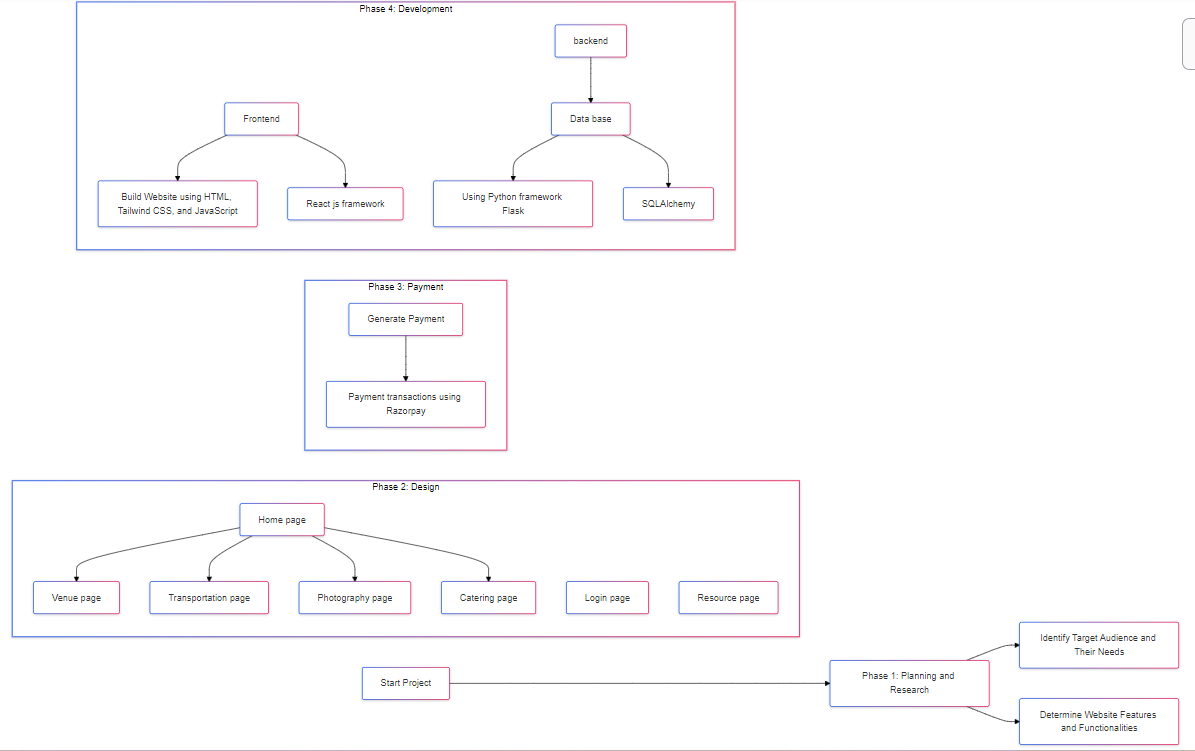 Phase 4: Development
backend
Frontend
Data base
Build Website using HTML,
Tailwind CSS, and JavaScript
React js framework
Using Python framework
Flask
SQLAlchemy
Phase 3: Payment
Generate Payment
Payment transactions using
Razorpay
Phase 2: Design
Home page
Venue page
Transportation page
Photography page
Catering page
Login page
Resource page
Start Project
Phase 1: Planning and
Research
Identify Target Audience and
Their Needs
Determine Website Features
and Functionalities